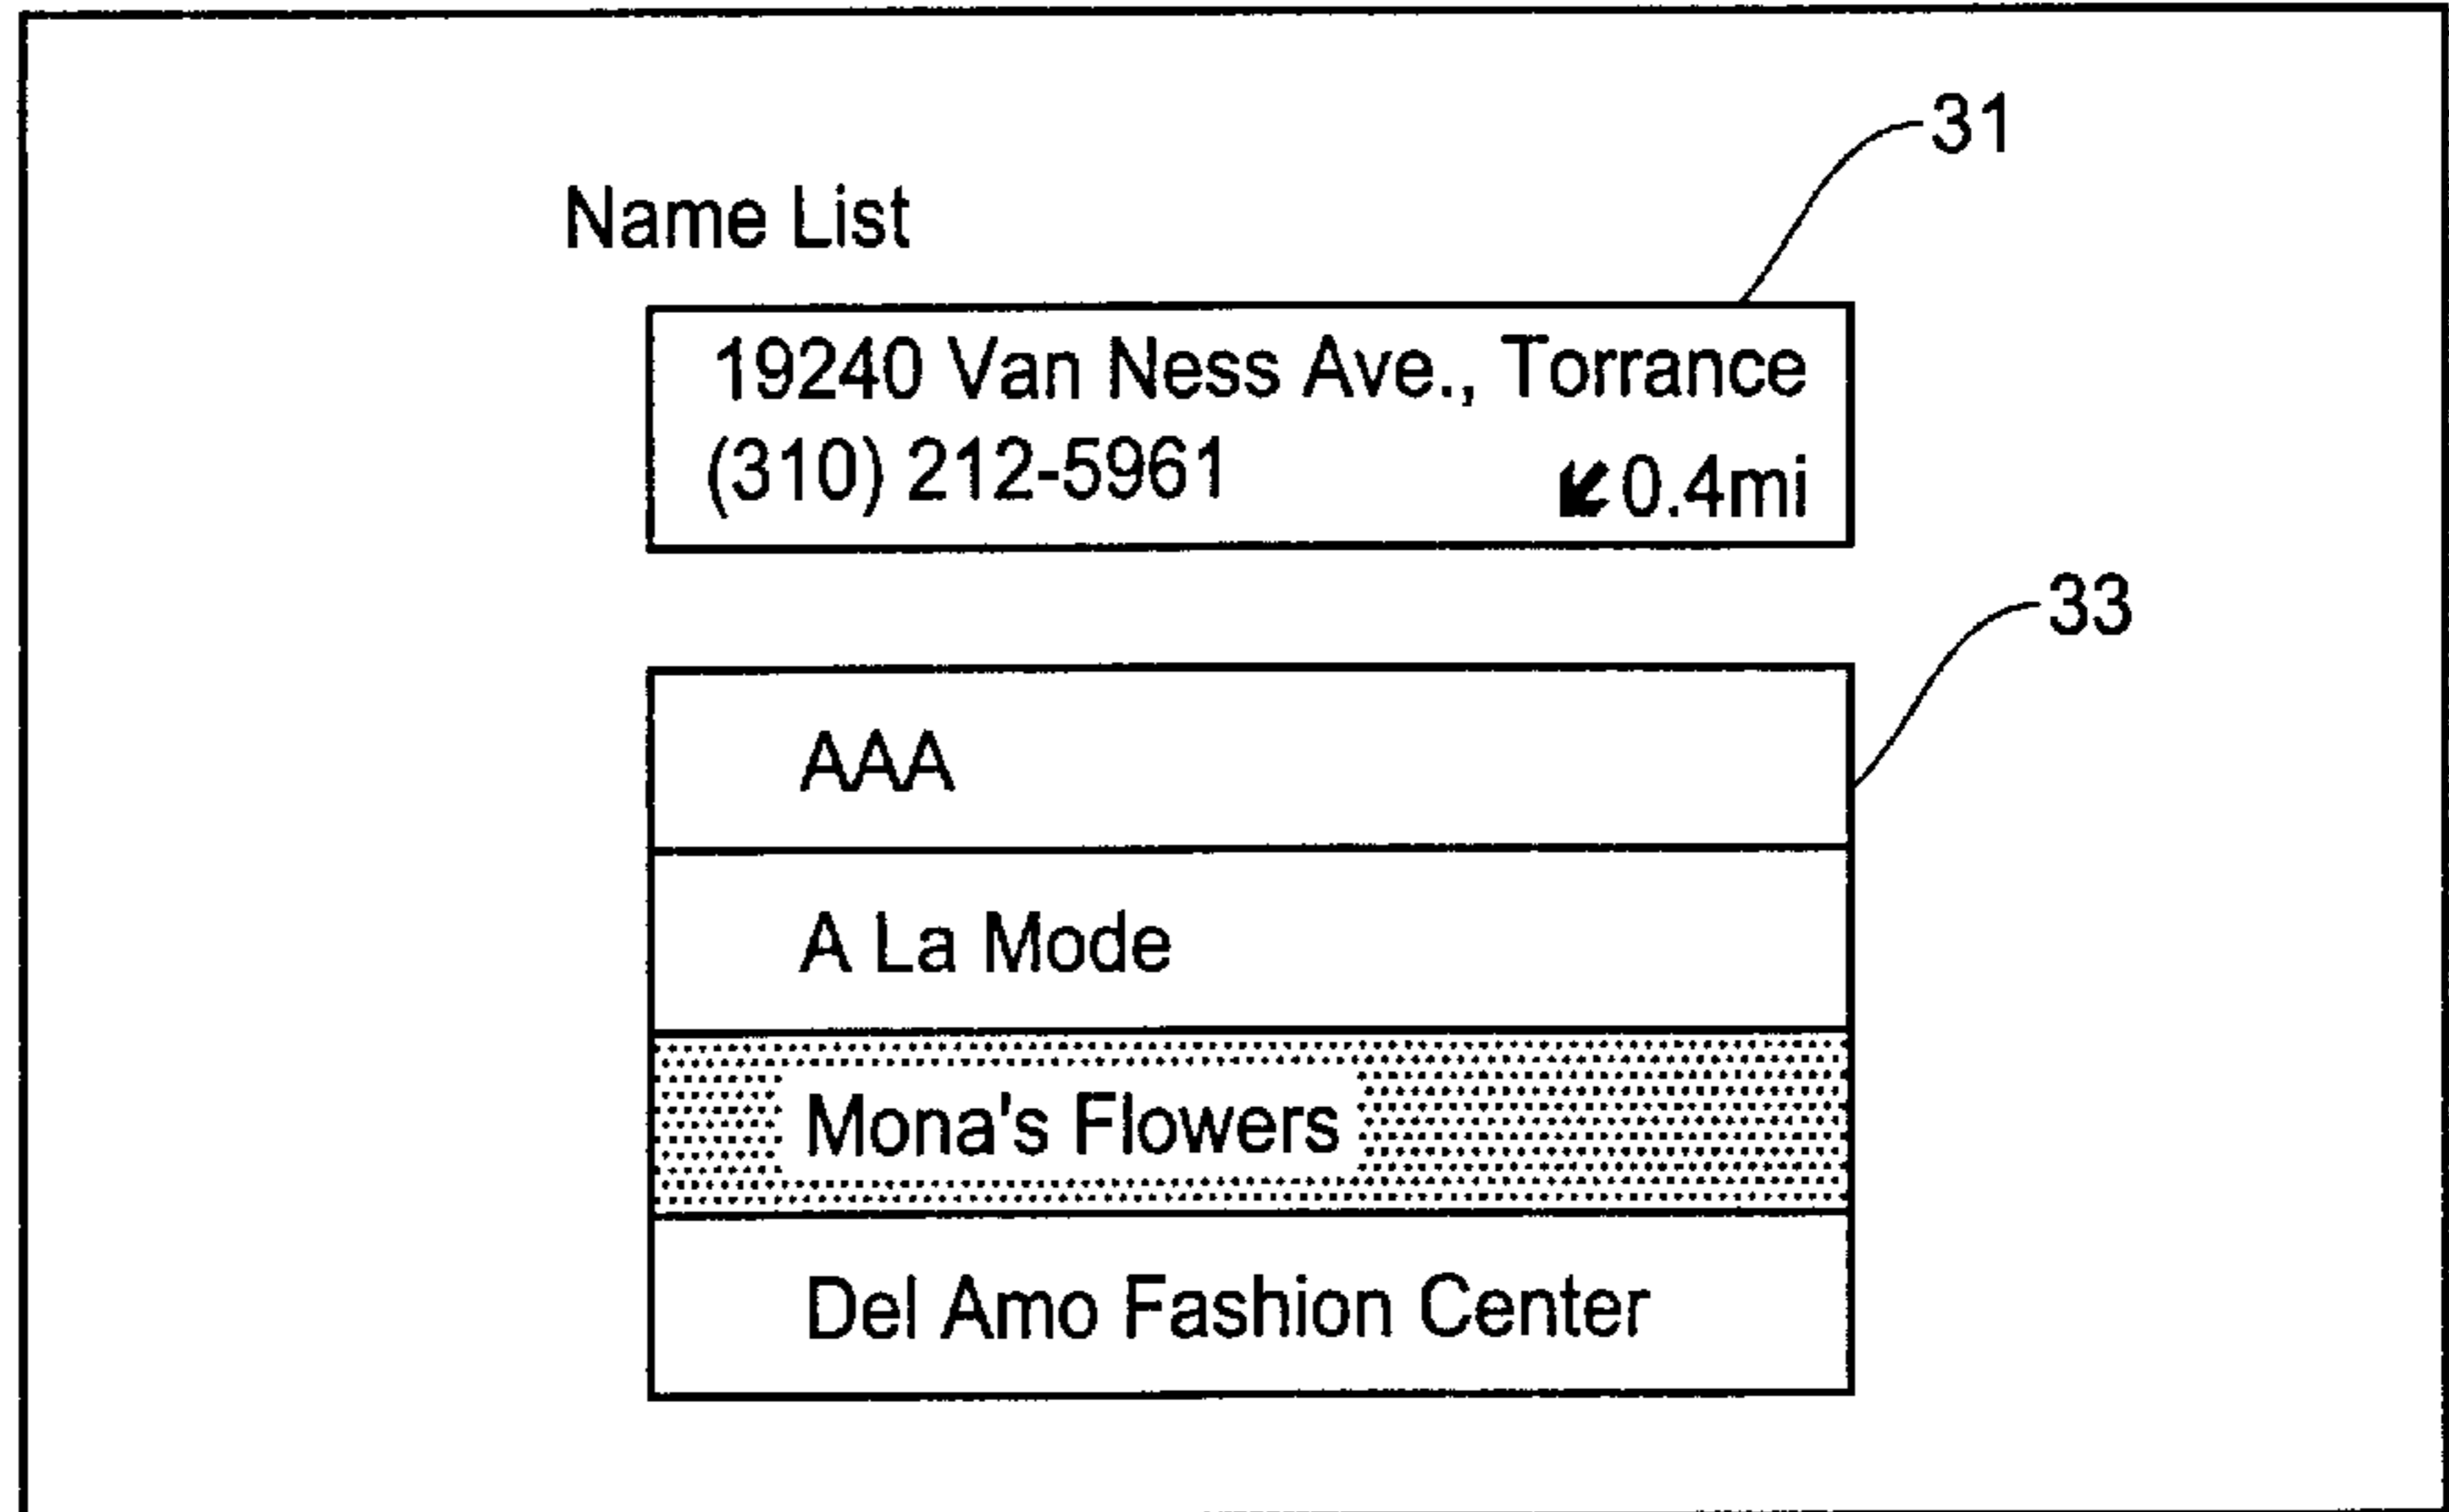 31
Name List
19240 Van Ness Ave., Torrance
(310) 212-5961 0.4mi
33
AAA
A La Mode
Mona's Flowers
Del Amo Fashion Center